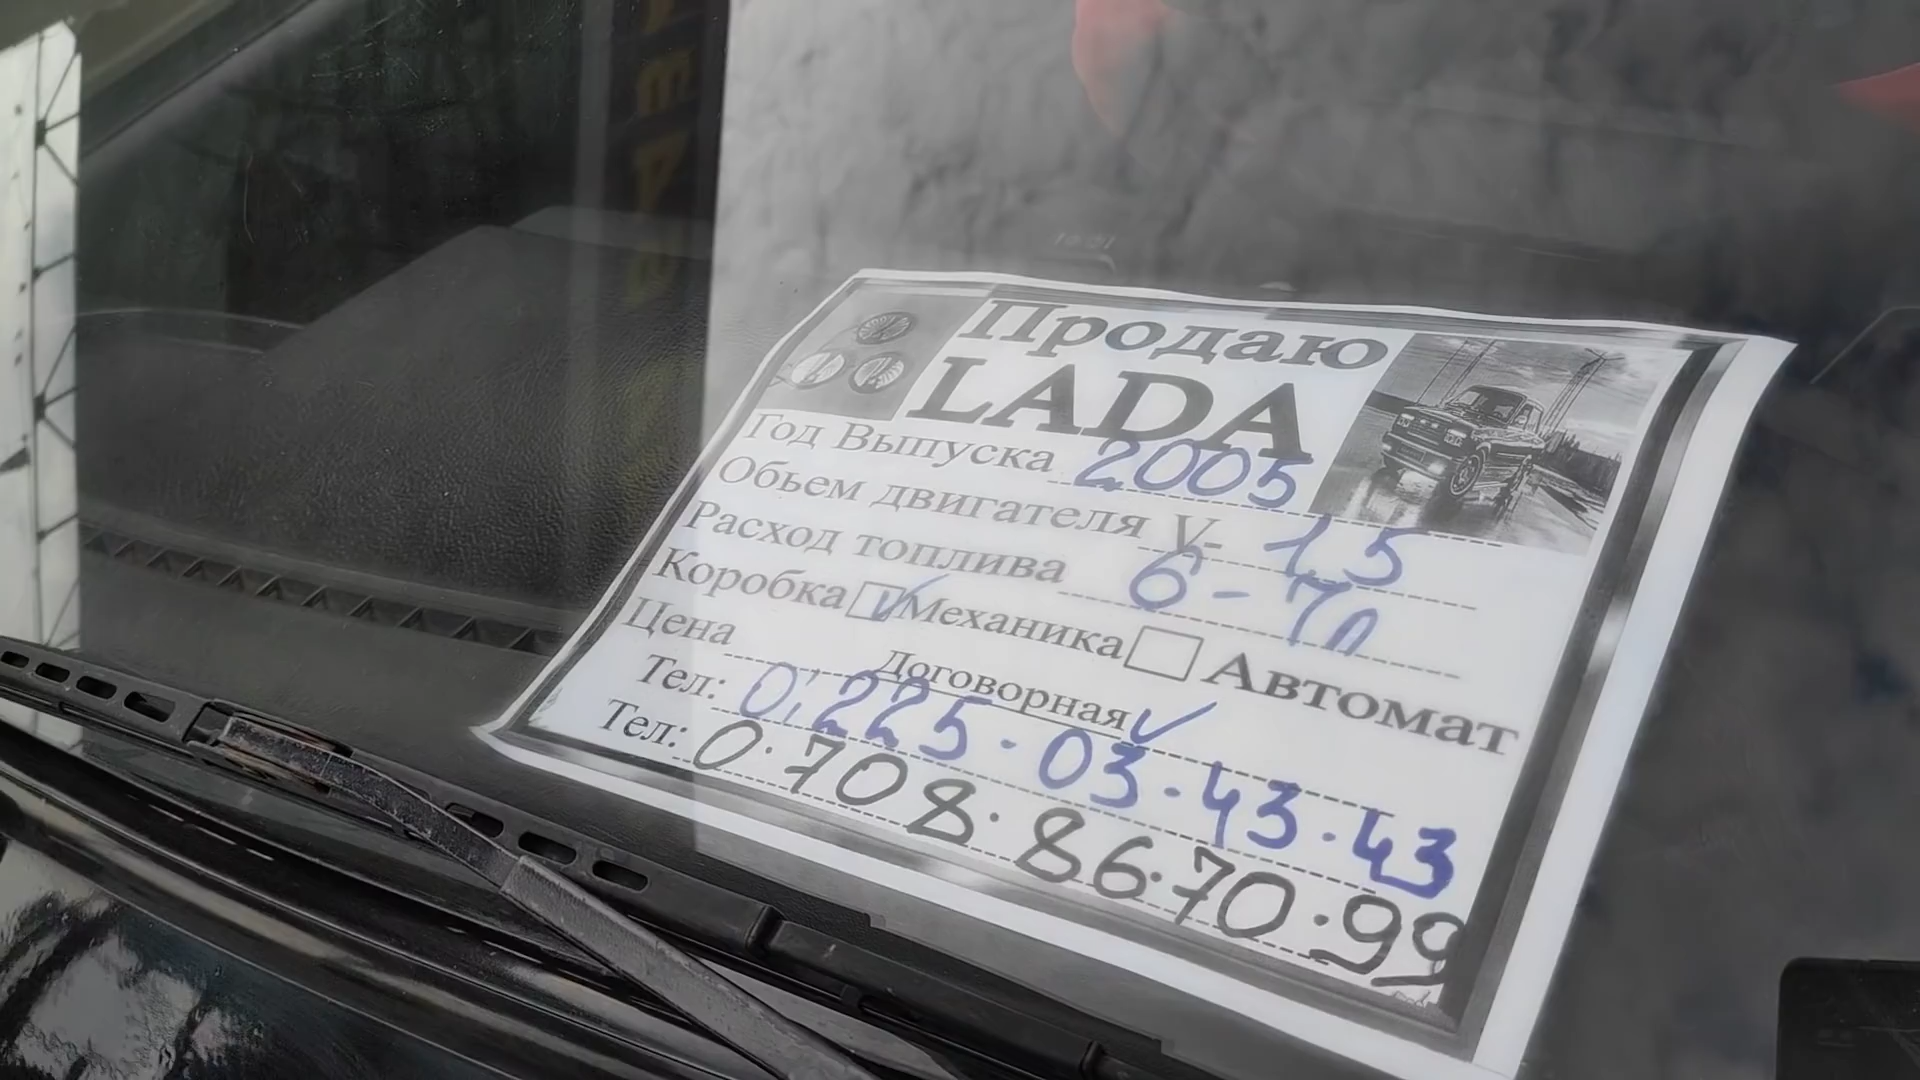 Продаю
LADA
Год Выпуска 2005
Обьем двигателя V- 1,5
Расход топлива 6-7л
Коробка ✓ Механика Автомат
Цена Договорная ✓
Тел: 0.225.03.43.43
Тел: 0.708.86.70.99